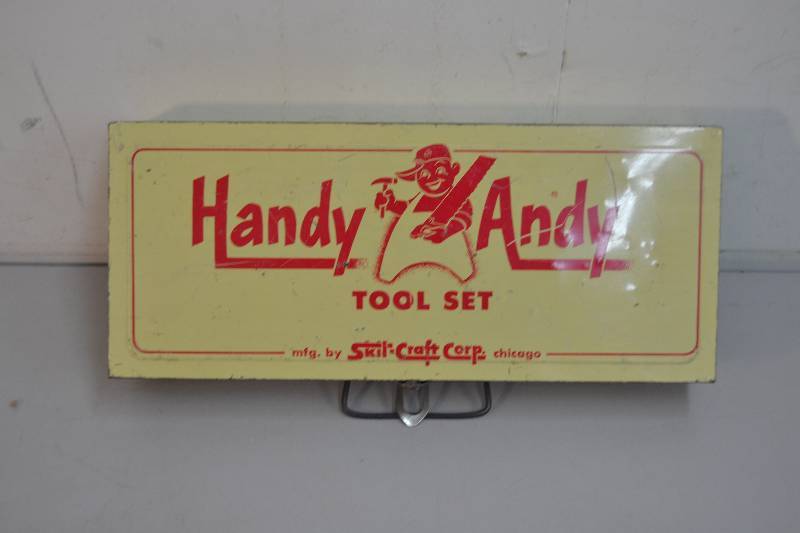 Handy Andy
TOOL SET
mfg. by Skil-Craft Corp. chicago